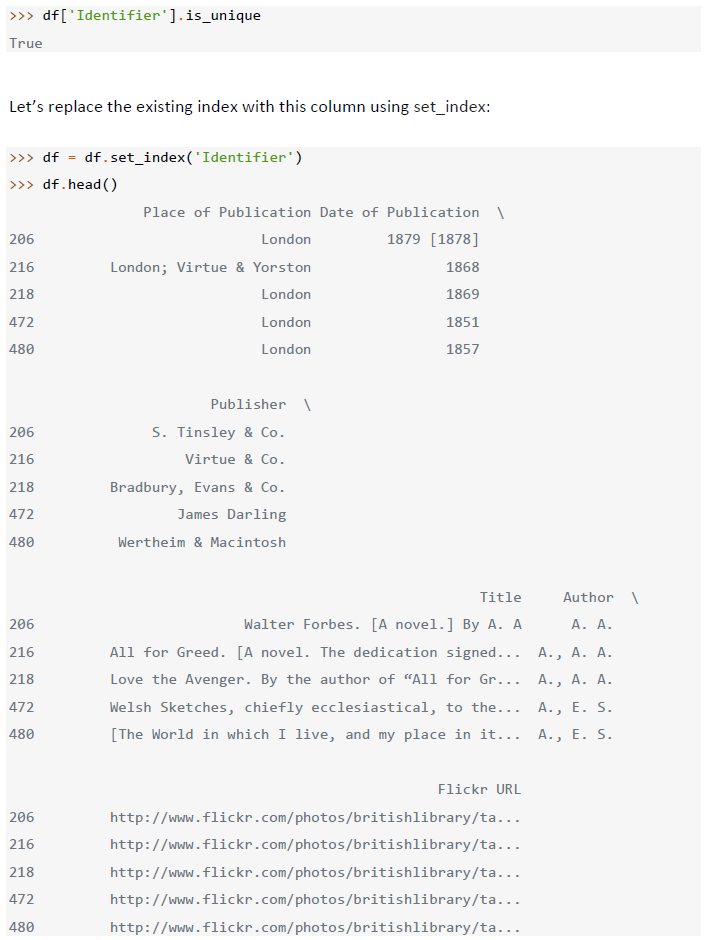 >>> df['Identifier'].is_unique
True
Let’s replace the existing index with this column using set_index:
>>> df = df.set_index('Identifier')
>>> df.head()
                Place of Publication Date of Publication  \
206                           London         1879 [1878]
216         London; Virtue & Yorston                1868
218                           London                1869
472                           London                1851
480                           London                1857
                        Publisher  \
206              S. Tinsley & Co.
216                  Virtue & Co.
218         Bradbury, Evans & Co.
472                 James Darling
480          Wertheim & Macintosh
                                                        Title     Author  \
206                            Walter Forbes. [A novel.] By A. A      A. A.
216         All for Greed. [A novel. The dedication signed...  A., A. A.
218         Love the Avenger. By the author of “All for Gr...  A., A. A.
472         Welsh Sketches, chiefly ecclesiastical, to the...  A., E. S.
480         [The World in which I live, and my place in it...  A., E. S.
                                                   Flickr URL
206         http://www.flickr.com/photos/britishlibrary/ta...
216         http://www.flickr.com/photos/britishlibrary/ta...
218         http://www.flickr.com/photos/britishlibrary/ta...
472         http://www.flickr.com/photos/britishlibrary/ta...
480         http://www.flickr.com/photos/britishlibrary/ta...